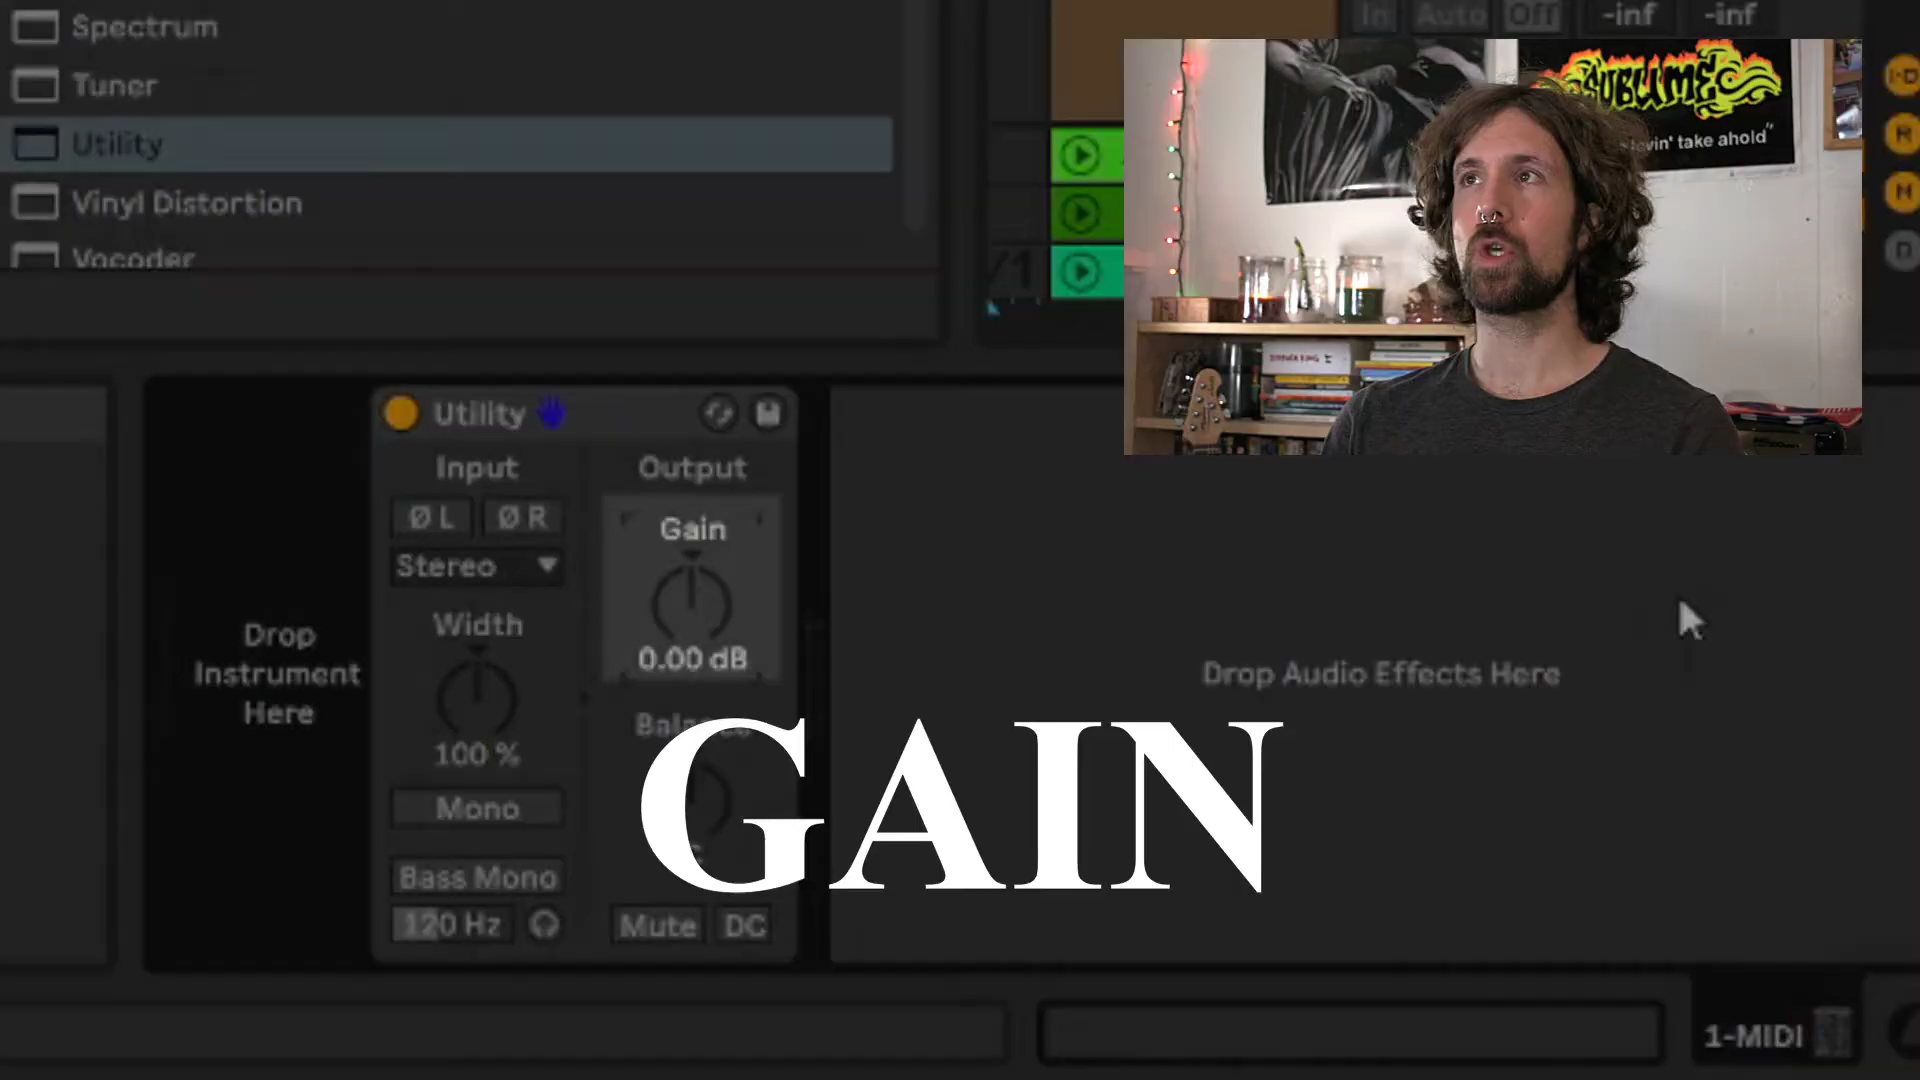 Spectrum
Tuner
Utility
Vinyl Distortion
Vocoder
In Auto Off -inf -inf
SUBLIME
lovin' take ahold"
Utility
Input
Output
Ø L Ø R
Stereo
Gain
0.00 dB
Width
100 %
Mono
Bass Mono
120 Hz
Balance
Mute DC
Drop
Instrument
Here
Drop Audio Effects Here
GAIN
1-MIDI